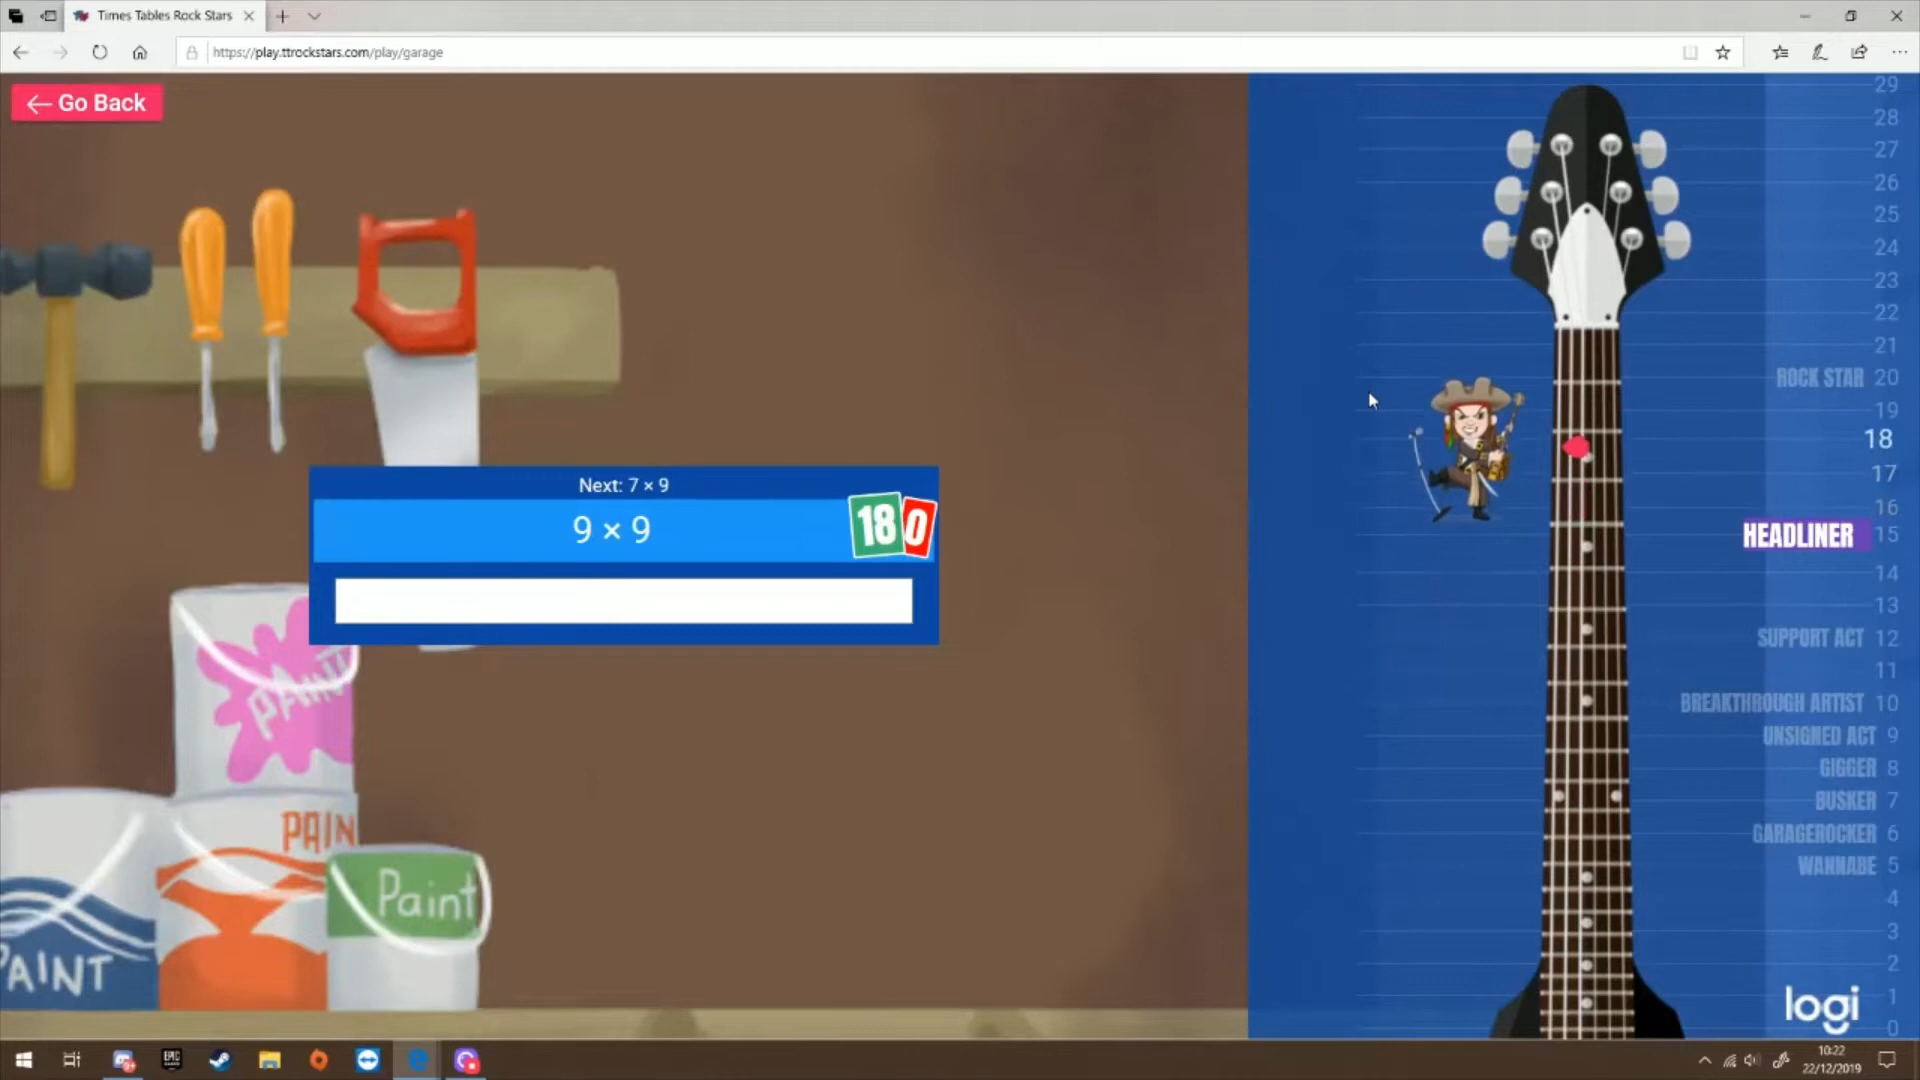 Times Tables Rock Stars
https://play.ttrockstars.com/play/garage
Go Back
29
28
27
26
25
24
23
22
21
ROCK STAR 20
19
18
17
16
HEADLINER 15
14
13
SUPPORT ACT 12
11
BREAKTHROUGH ARTIST 10
UNSIGNED ACT 9
GIGGER 8
BUSKER 7
GARAGEROCKER 6
WANNABE 5
4
3
2
1
0
Next: 7 × 9
9 × 9
18 0
PAINT
PAIN
Paint
PAINT
logi
EPIC
10:22
22/12/2019